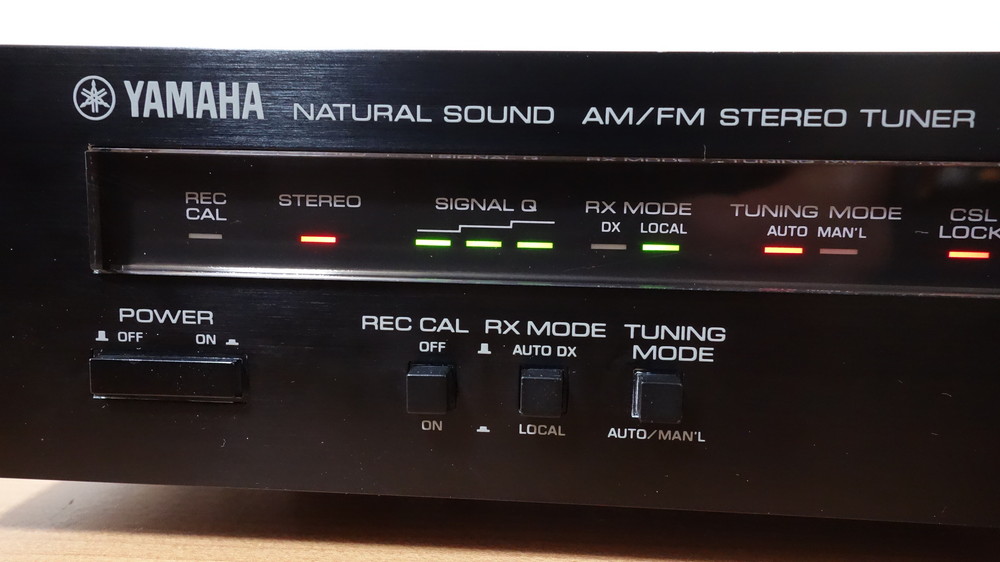 YAMAHA NATURAL SOUND AM/FM STEREO TUNER
REC CAL
STEREO
SIGNAL Q
RX MODE
DX LOCAL
TUNING MODE
AUTO MAN'L
CSL LOCK
POWER
OFF ON
REC CAL
OFF
ON
RX MODE
AUTO DX
LOCAL
TUNING MODE
AUTO/MAN'L